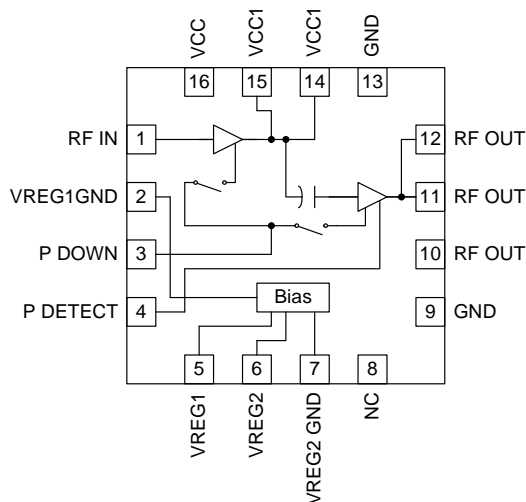 VCC
VCC1
VCC1
GND
16
15
14
13
RF IN
1
12
RF OUT
VREG1GND
2
11
RF OUT
P DOWN
3
10
RF OUT
P DETECT
4
Bias
9
GND
5
6
7
8
VREG1
VREG2
VREG2 GND
NC